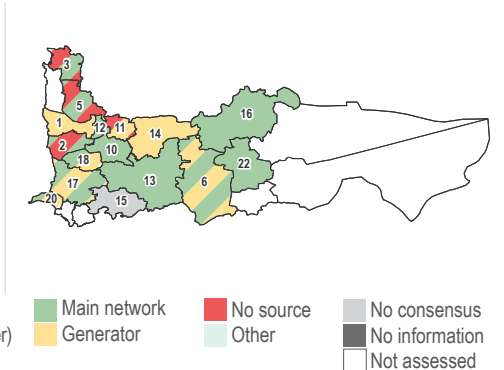 3
5
1
12
11
14
16
2
10
18
22
17
13
6
20
15
Main network
No source
No consensus
er)
Generator
Other
No information
Not assessed